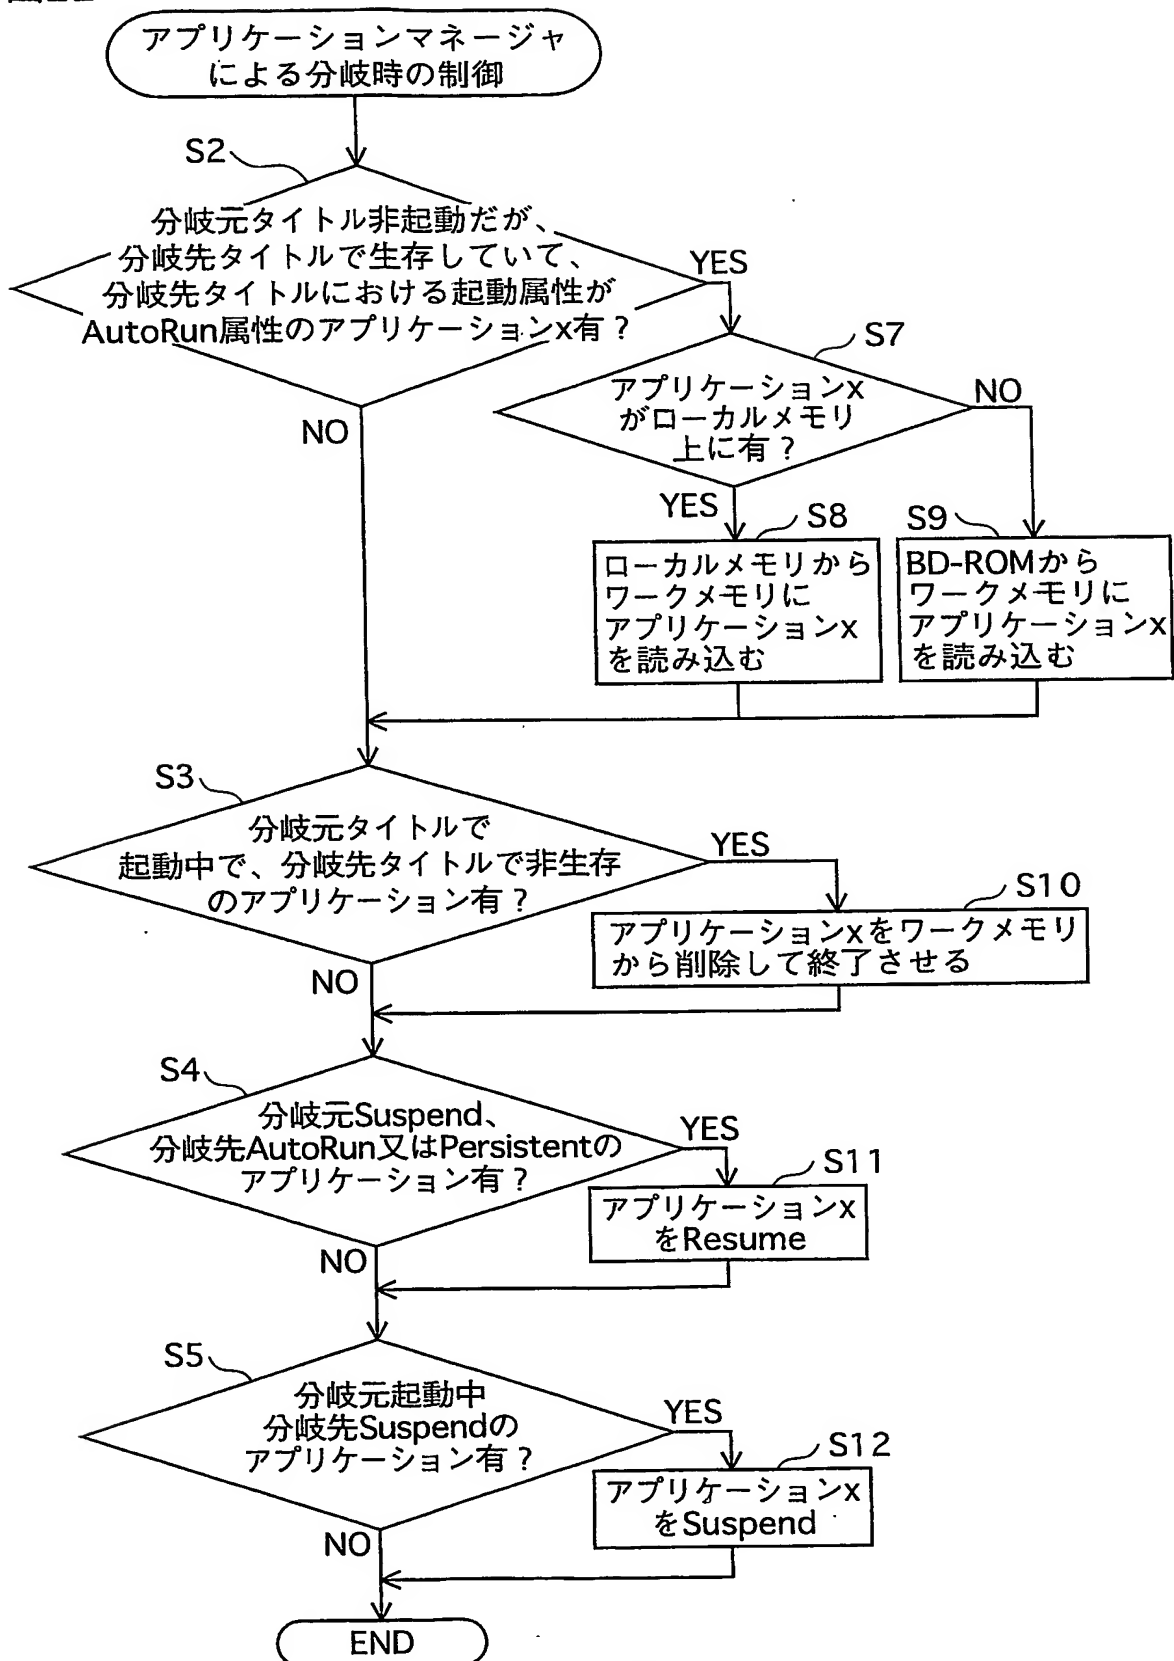 アプリケーションマネージャ
による分岐時の制御
S2
分岐元タイトル非起動だが、
分岐先タイトルで生存していて、
分岐先タイトルにおける起動属性が
AutoRun属性のアプリケーションx有？
YES
NO
S7
アプリケーションx
がローカルメモリ
上に有？
NO
YES
S8
ローカルメモリから
ワークメモリに
アプリケーションx
を読み込む
S9
BD-ROMから
ワークメモリに
アプリケーションx
を読み込む
S3
分岐元タイトルで
起動中で、分岐先タイトルで非生存
のアプリケーション有？
YES
NO
S10
アプリケーションxをワークメモリ
から削除して終了させる
S4
分岐元Suspend、
分岐先AutoRun又はPersistentの
アプリケーション有？
YES
NO
S11
アプリケーションx
をResume
S5
分岐元起動中
分岐先Suspendの
アプリケーション有？
YES
NO
S12
アプリケーションx
をSuspend
END